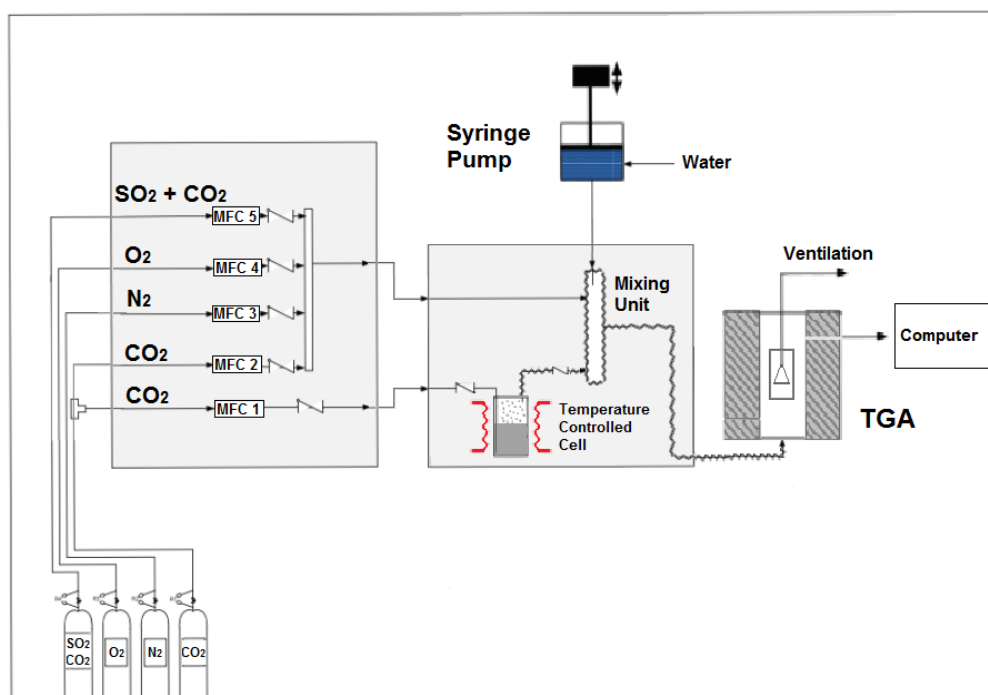 Syringe
Pump
Water
SO2 + CO2
MFC 5
O2
MFC 4
N2
MFC 3
CO2
MFC 2
CO2
MFC 1
Mixing
Unit
Temperature
Controlled
Cell
Ventilation
Computer
TGA
SO2
CO2
O2
N2
CO2